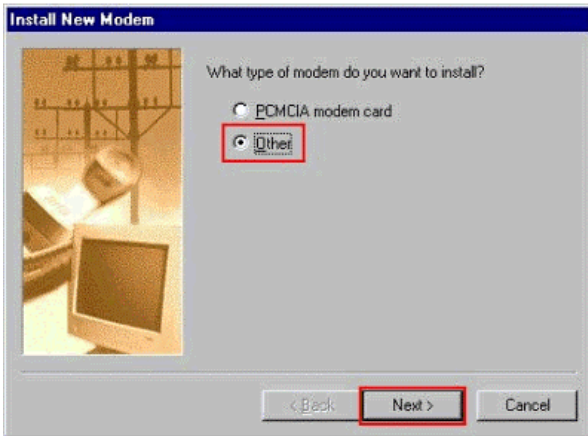 Install New Modem
What type of modem do you want to install?
PCMCIA modem card
Other
< Back
Next >
Cancel